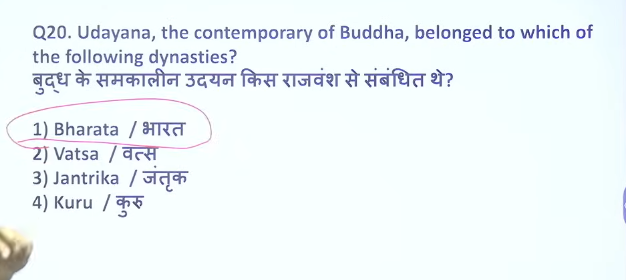 Q20. Udayana, the contemporary of Buddha, belonged to which of
the following dynasties?
बुद्ध के समकालीन उदयन किस राजवंश से संबंधित थे?
1) Bharata / भारत
2) Vatsa / वत्स
3) Jantrika / जंतृक
4) Kuru / कुरु